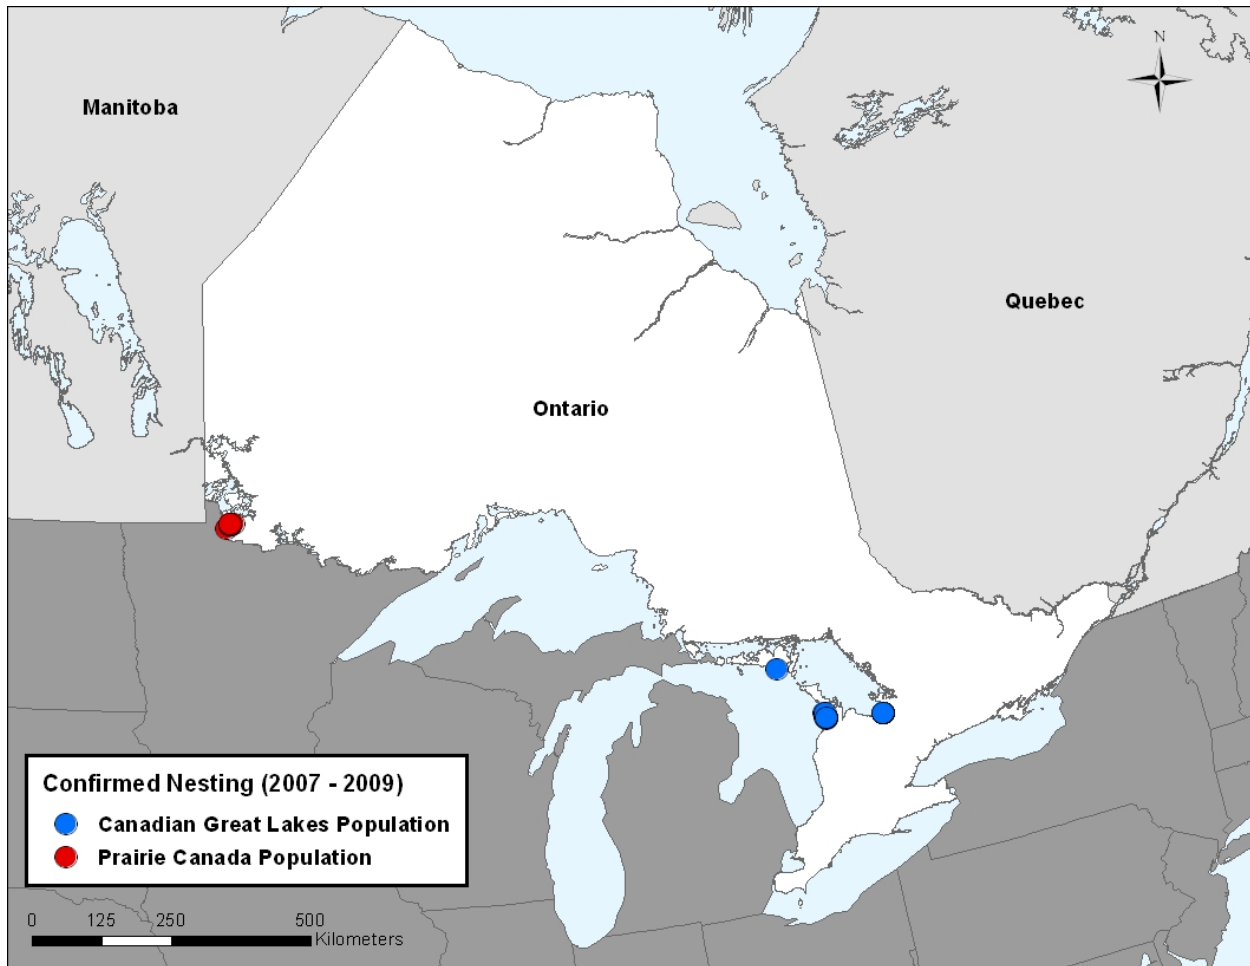 N
Manitoba
Quebec
Ontario
Confirmed Nesting (2007 - 2009)
Canadian Great Lakes Population
Prairie Canada Population
0 125 250 500
Kilometers